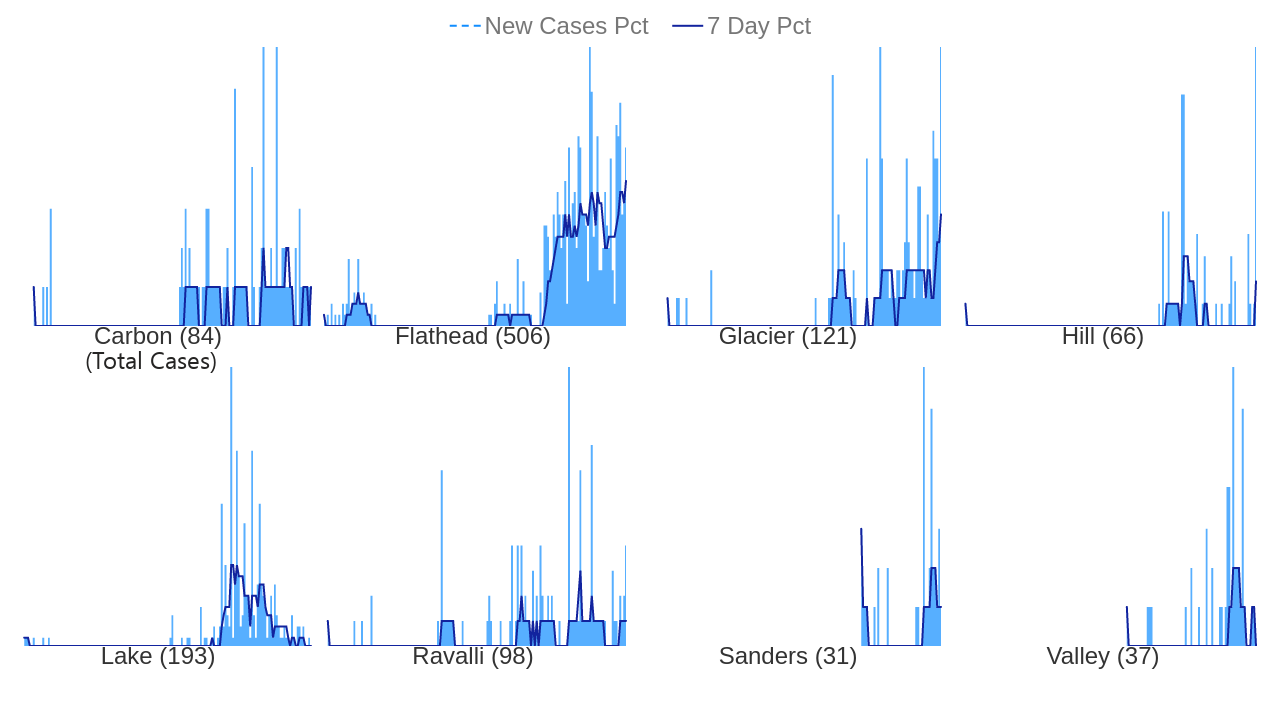 New Cases Pct 7 Day Pct
Carbon (84) Flathead (506) Glacier (121) Hill (66)
(Total Cases)
Lake (193) Ravalli (98) Sanders (31) Valley (37)